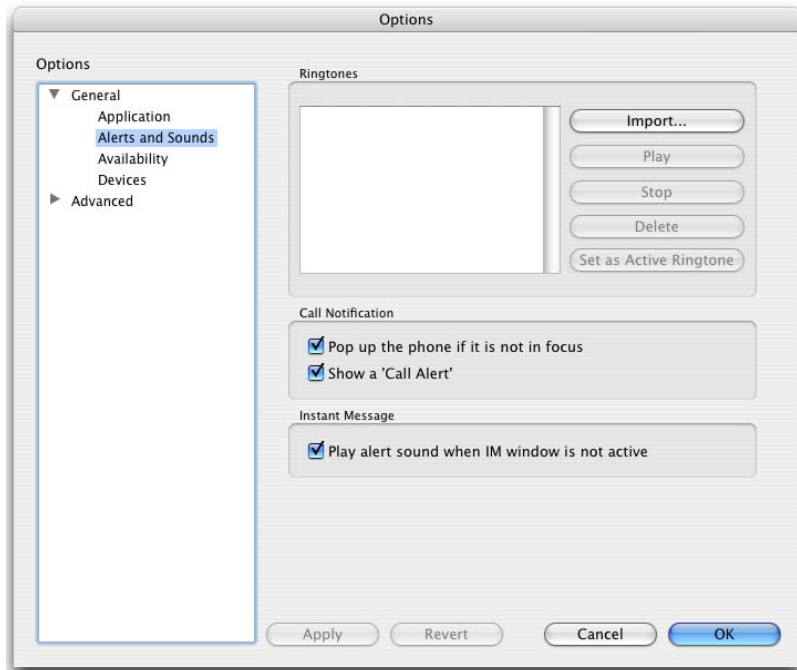 Options
Options
General
Application
Alerts and Sounds
Availability
Devices
Advanced
Ringtones
Import...
Play
Stop
Delete
Set as Active Ringtone
Call Notification
Pop up the phone if it is not in focus
Show a 'Call Alert'
Instant Message
Play alert sound when IM window is not active
Apply
Revert
Cancel
OK